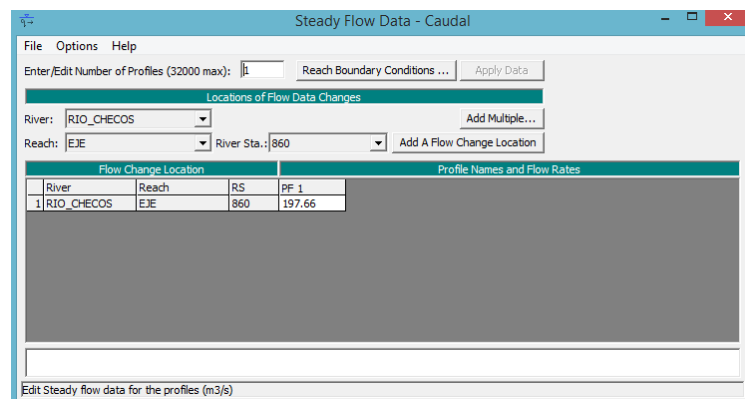 Steady Flow Data - Caudal
File Options Help
Enter/Edit Number of Profiles (32000 max): 1 Reach Boundary Conditions ... Apply Data
Locations of Flow Data Changes
River: RIO_CHECOS Add Multiple...
Reach: EJE River Sta.: 860 Add A Flow Change Location
Flow Change Location Profile Names and Flow Rates
River Reach RS PF 1
1 RIO_CHECOS EJE 860 197.66
Edit Steady flow data for the profiles (m3/s)